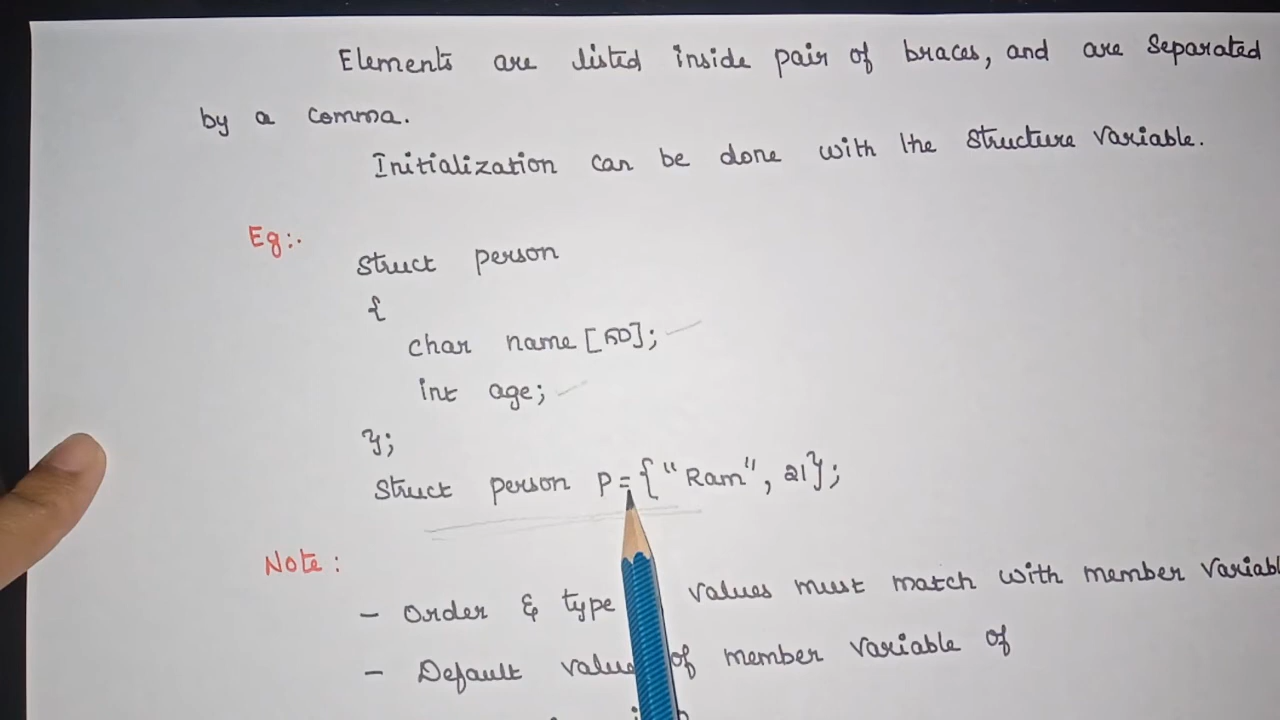 Elements are listed inside pair of braces, and are separated
by a comma.
Initialization can be done with the structure variable.
Eg:-
struct person
{
char name [50];
int age;
};
struct person P={"Ram", 21};
Note:
- Order & type values must match with member
- Default of member variable of